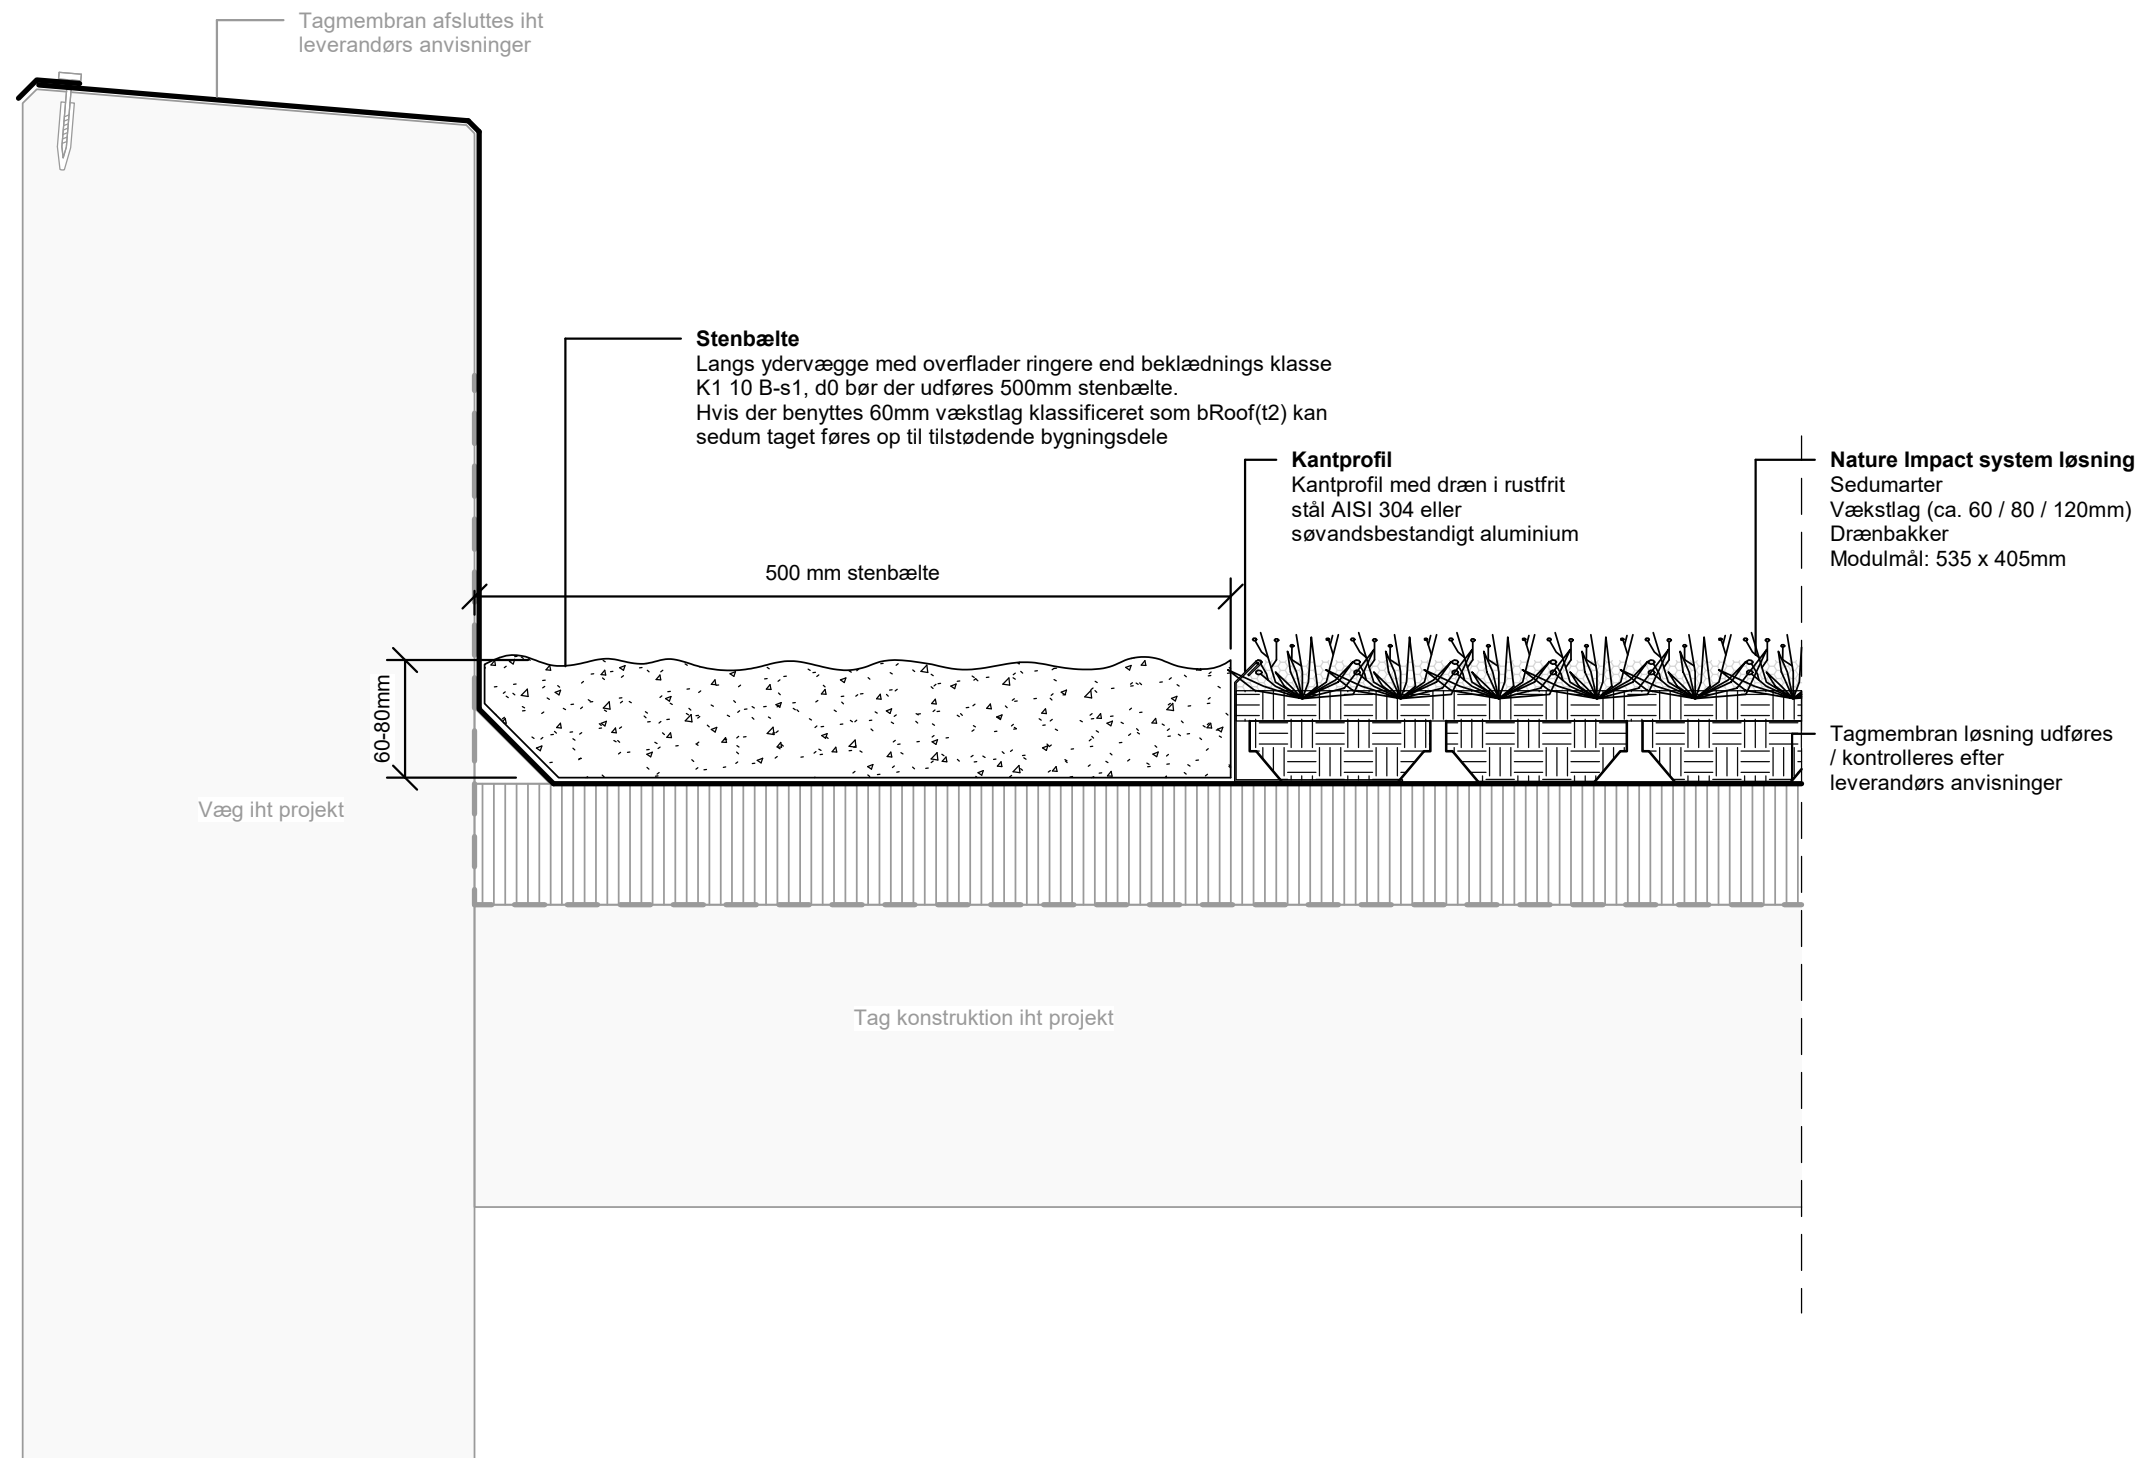 Tagmembran afsluttes iht
leverandørs anvisninger
Stenbælte
Langs ydervægge med overflader ringere end beklædnings klasse
K1 10 B-s1, d0 bør der udføres 500mm stenbælte.
Hvis der benyttes 60mm vækstlag klassificeret som bRoof(t2) kan
sedum taget føres op til tilstødende bygningsdele
Kantprofil
Kantprofil med dræn i rustfrit
stål AISI 304 eller
søvandsbestandigt aluminium
Nature Impact system løsning
Sedumarter
Vækstlag (ca. 60 / 80 / 120mm)
Drænbakker
Modulmål: 535 x 405mm
500 mm stenbælte
60-80mm
Tagmembran løsning udføres
/ kontrolleres efter
leverandørs anvisninger
Væg iht projekt
Tag konstruktion iht projekt